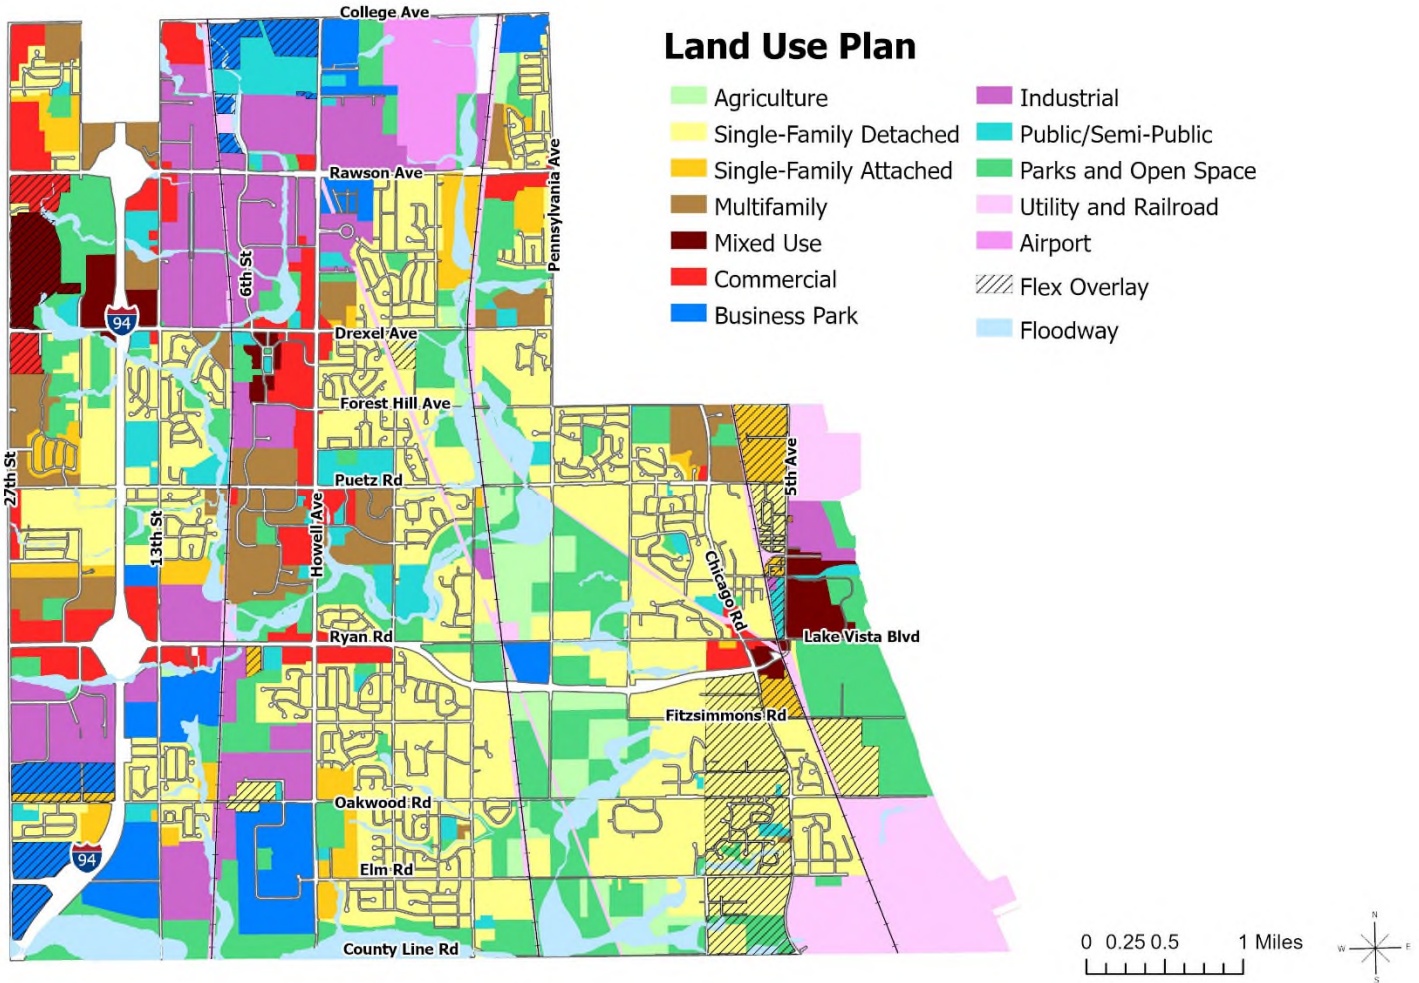 College Ave
Land Use Plan
Agriculture
Single-Family Detached
Single-Family Attached
Multifamily
Mixed Use
Commercial
Business Park
Industrial
Public/Semi-Public
Parks and Open Space
Utility and Railroad
Airport
Flex Overlay
Floodway
Rawson Ave
Pennsylvania Ave
6th St
94
Drexel Ave
Forest Hill Ave
5th Ave
27th St
Puetz Rd
13th St
Howell Ave
Chicago Rd
Ryan Rd
Lake Vista Blvd
Fitzsimmons Rd
Oakwood Rd
94
Elm Rd
County Line Rd
0 0.25 0.5 1 Miles
N
W E
S